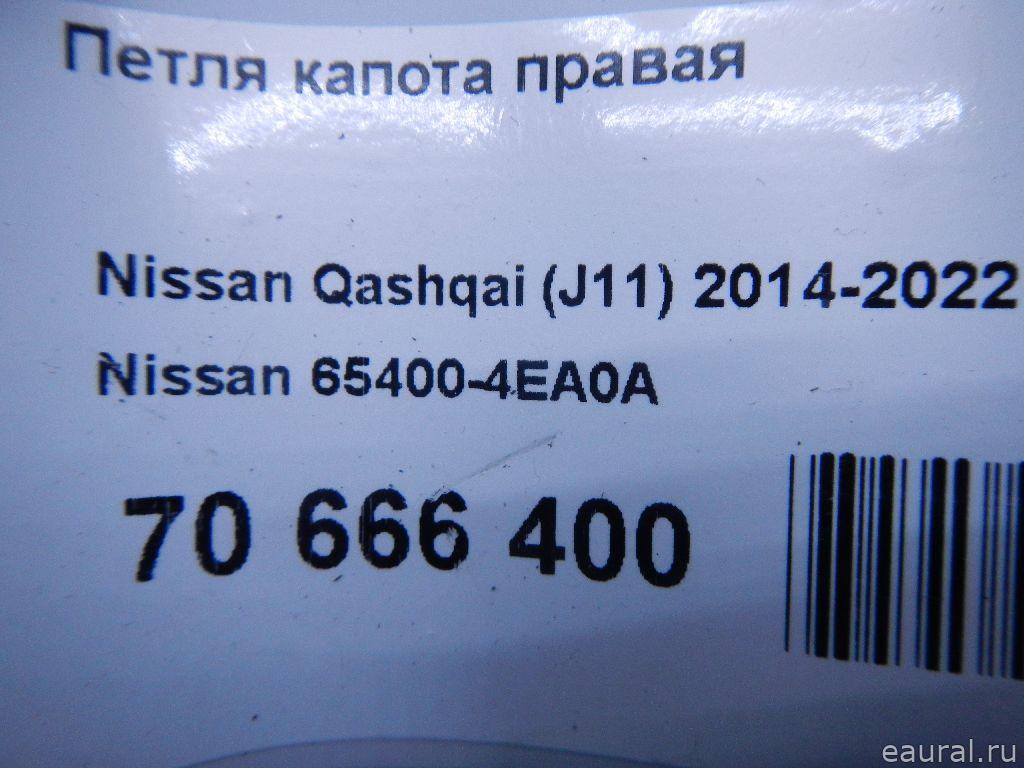 Петля капота правая
Nissan Qashqai (J11) 2014-2022
Nissan 65400-4EA0A
70 666 400
eaural.ru